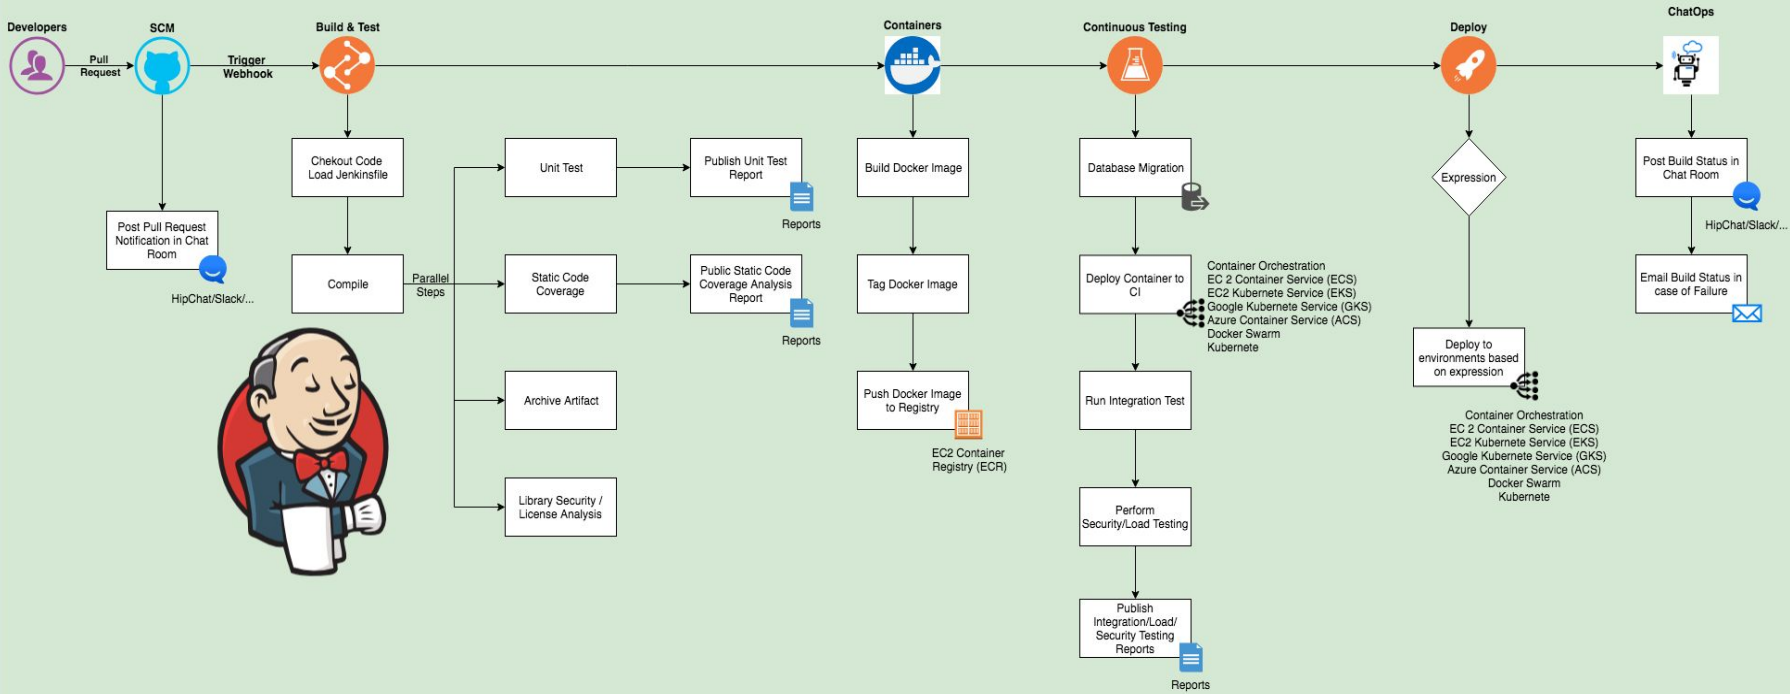 Developers
SCM
Build & Test
Containers
Continuous Testing
Deploy
ChatOps
Pull
Request
Trigger
Webhook
Post Pull Request
Notification in Chat
Room
HipChat/Slack/...
Chekout Code
Load Jenkinsfile
Compile
Parallel
Steps
Unit Test
Publish Unit Test
Report
Reports
Static Code
Coverage
Public Static Code
Coverage Analysis
Report
Reports
Archive Artifact
Library Security /
License Analysis
Build Docker Image
Tag Docker Image
Push Docker Image
to Registry
EC2 Container
Registry (ECR)
Database Migration
Deploy Container to
CI
Container Orchestration
EC 2 Container Service (ECS)
EC2 Kubernete Service (EKS)
Google Kubernete Service (GKS)
Azure Container Service (ACS)
Docker Swarm
Kubernete
Run Integration Test
Perform
Security/Load Testing
Publish
Integration/Load/
Security Testing
Reports
Reports
Expression
Deploy to
environments based
on expression
Container Orchestration
EC 2 Container Service (ECS)
EC2 Kubernete Service (EKS)
Google Kubernete Service (GKS)
Azure Container Service (ACS)
Docker Swarm
Kubernete
Post Build Status in
Chat Room
HipChat/Slack/...
Email Build Status in
case of Failure